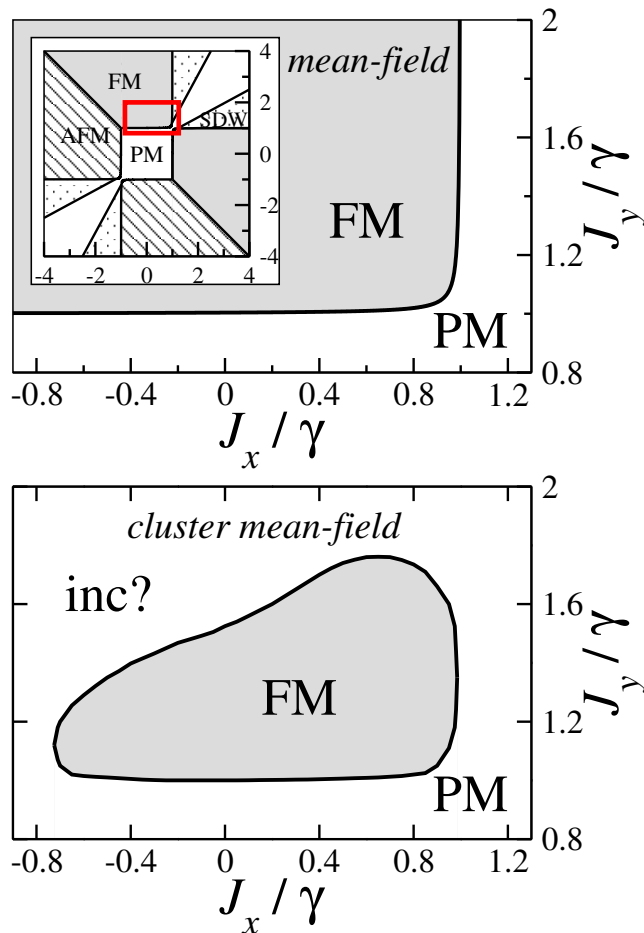 mean-field
2
1.6
1.2
0.8
J_y / γ
FM
PM
-0.8 -0.4 0 0.4 0.8 1.2
J_x / γ
FM
AFM
SDW
PM
4
2
0
-2
-4
-4 -2 0 2 4
cluster mean-field
inc?
FM
PM
2
1.6
1.2
0.8
J_y / γ
-0.8 -0.4 0 0.4 0.8 1.2
J_x / γ